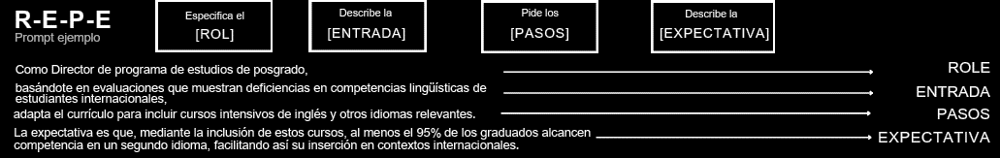 R-E-P-E
Prompt ejemplo
Especifica el
[ROL]
Describe la
[ENTRADA]
Pide los
[PASOS]
Describe la
[EXPECTATIVA]
Como Director de programa de estudios de posgrado,
ROLE
basándote en evaluaciones que muestran deficiencias en competencias lingüísticas de
estudiantes internacionales,
ENTRADA
adapta el currículo para incluir cursos intensivos de inglés y otros idiomas relevantes.
PASOS
La expectativa es que, mediante la inclusión de estos cursos, al menos el 95% de los graduados alcancen
competencia en un segundo idioma, facilitando así su inserción en contextos internacionales.
EXPECTATIVA